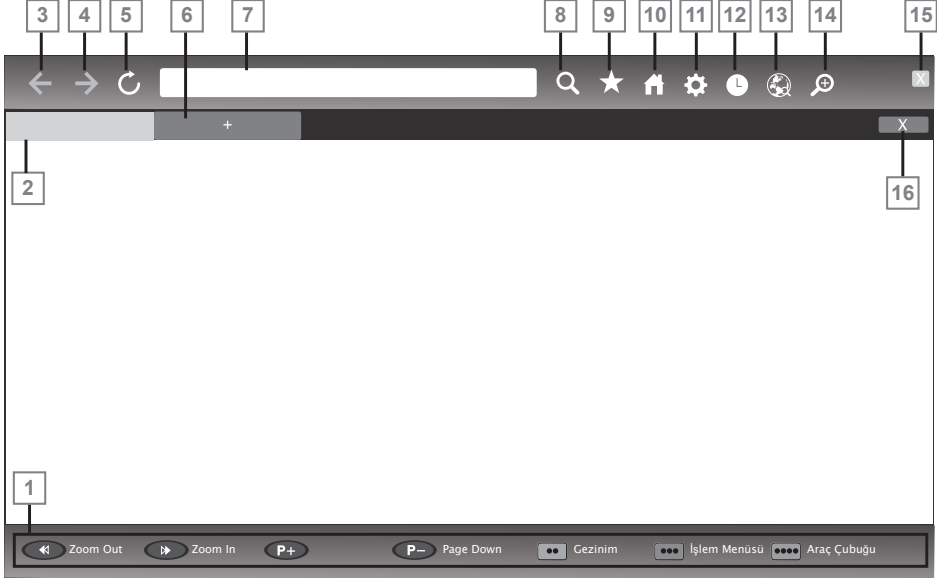 3 4 5 6 7 8 9 10 11 12 13 14 15
X
+ X
2 16
1
Zoom Out Zoom In P+ P− Page Down Gezinim İşlem Menüsü Araç Çubuğu